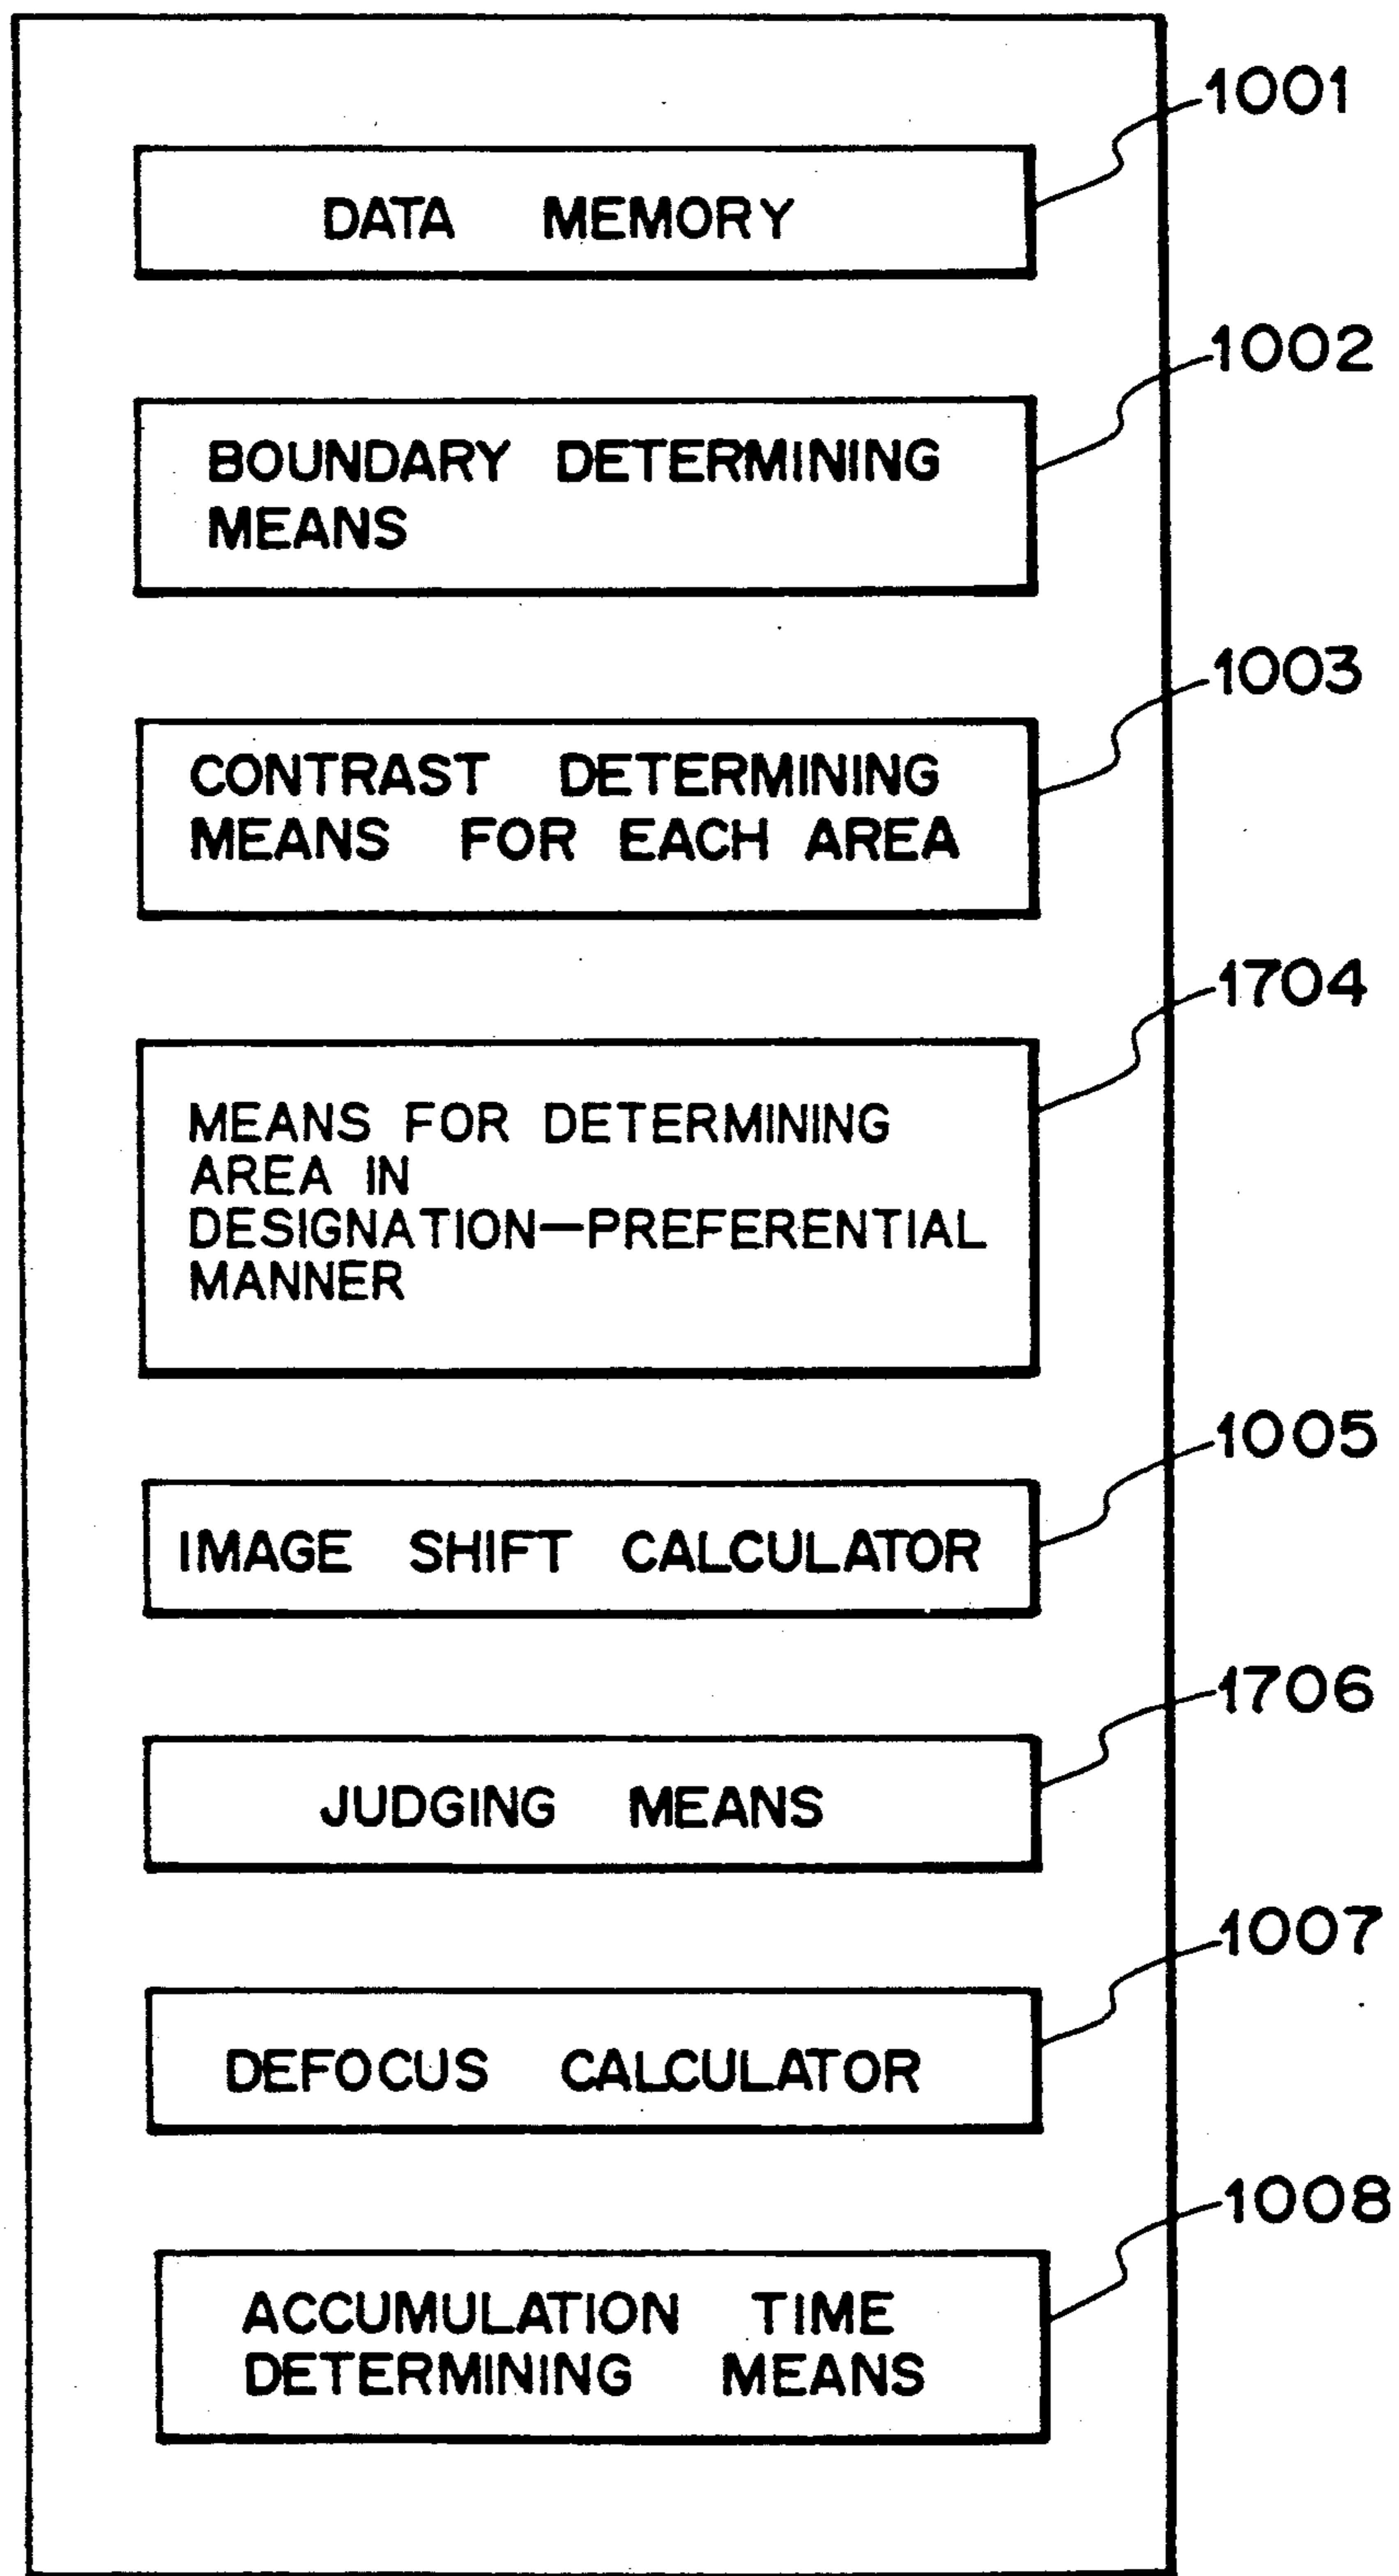 1001
DATA MEMORY
1002
BOUNDARY DETERMINING
MEANS
1003
CONTRAST DETERMINING
MEANS FOR EACH AREA
1704
MEANS FOR DETERMINING
AREA IN
DESIGNATION—PREFERENTIAL
MANNER
1005
IMAGE SHIFT CALCULATOR
1706
JUDGING MEANS
1007
DEFOCUS CALCULATOR
1008
ACCUMULATION TIME
DETERMINING MEANS